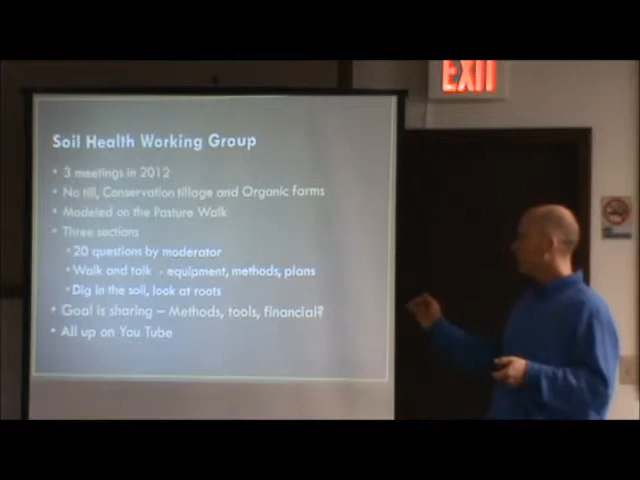 EXIT
Soil Health Working Group
• 3 meetings in 2012
• No till, Conservation tillage and Organic farms
• Modeled on the Pasture Walk
• Three sections
• 20 questions by moderator
• Walk and talk - equipment, methods, plans
• Dig in the soil, look at roots
• Goal is sharing – Methods, tools, financial?
• All up on You Tube